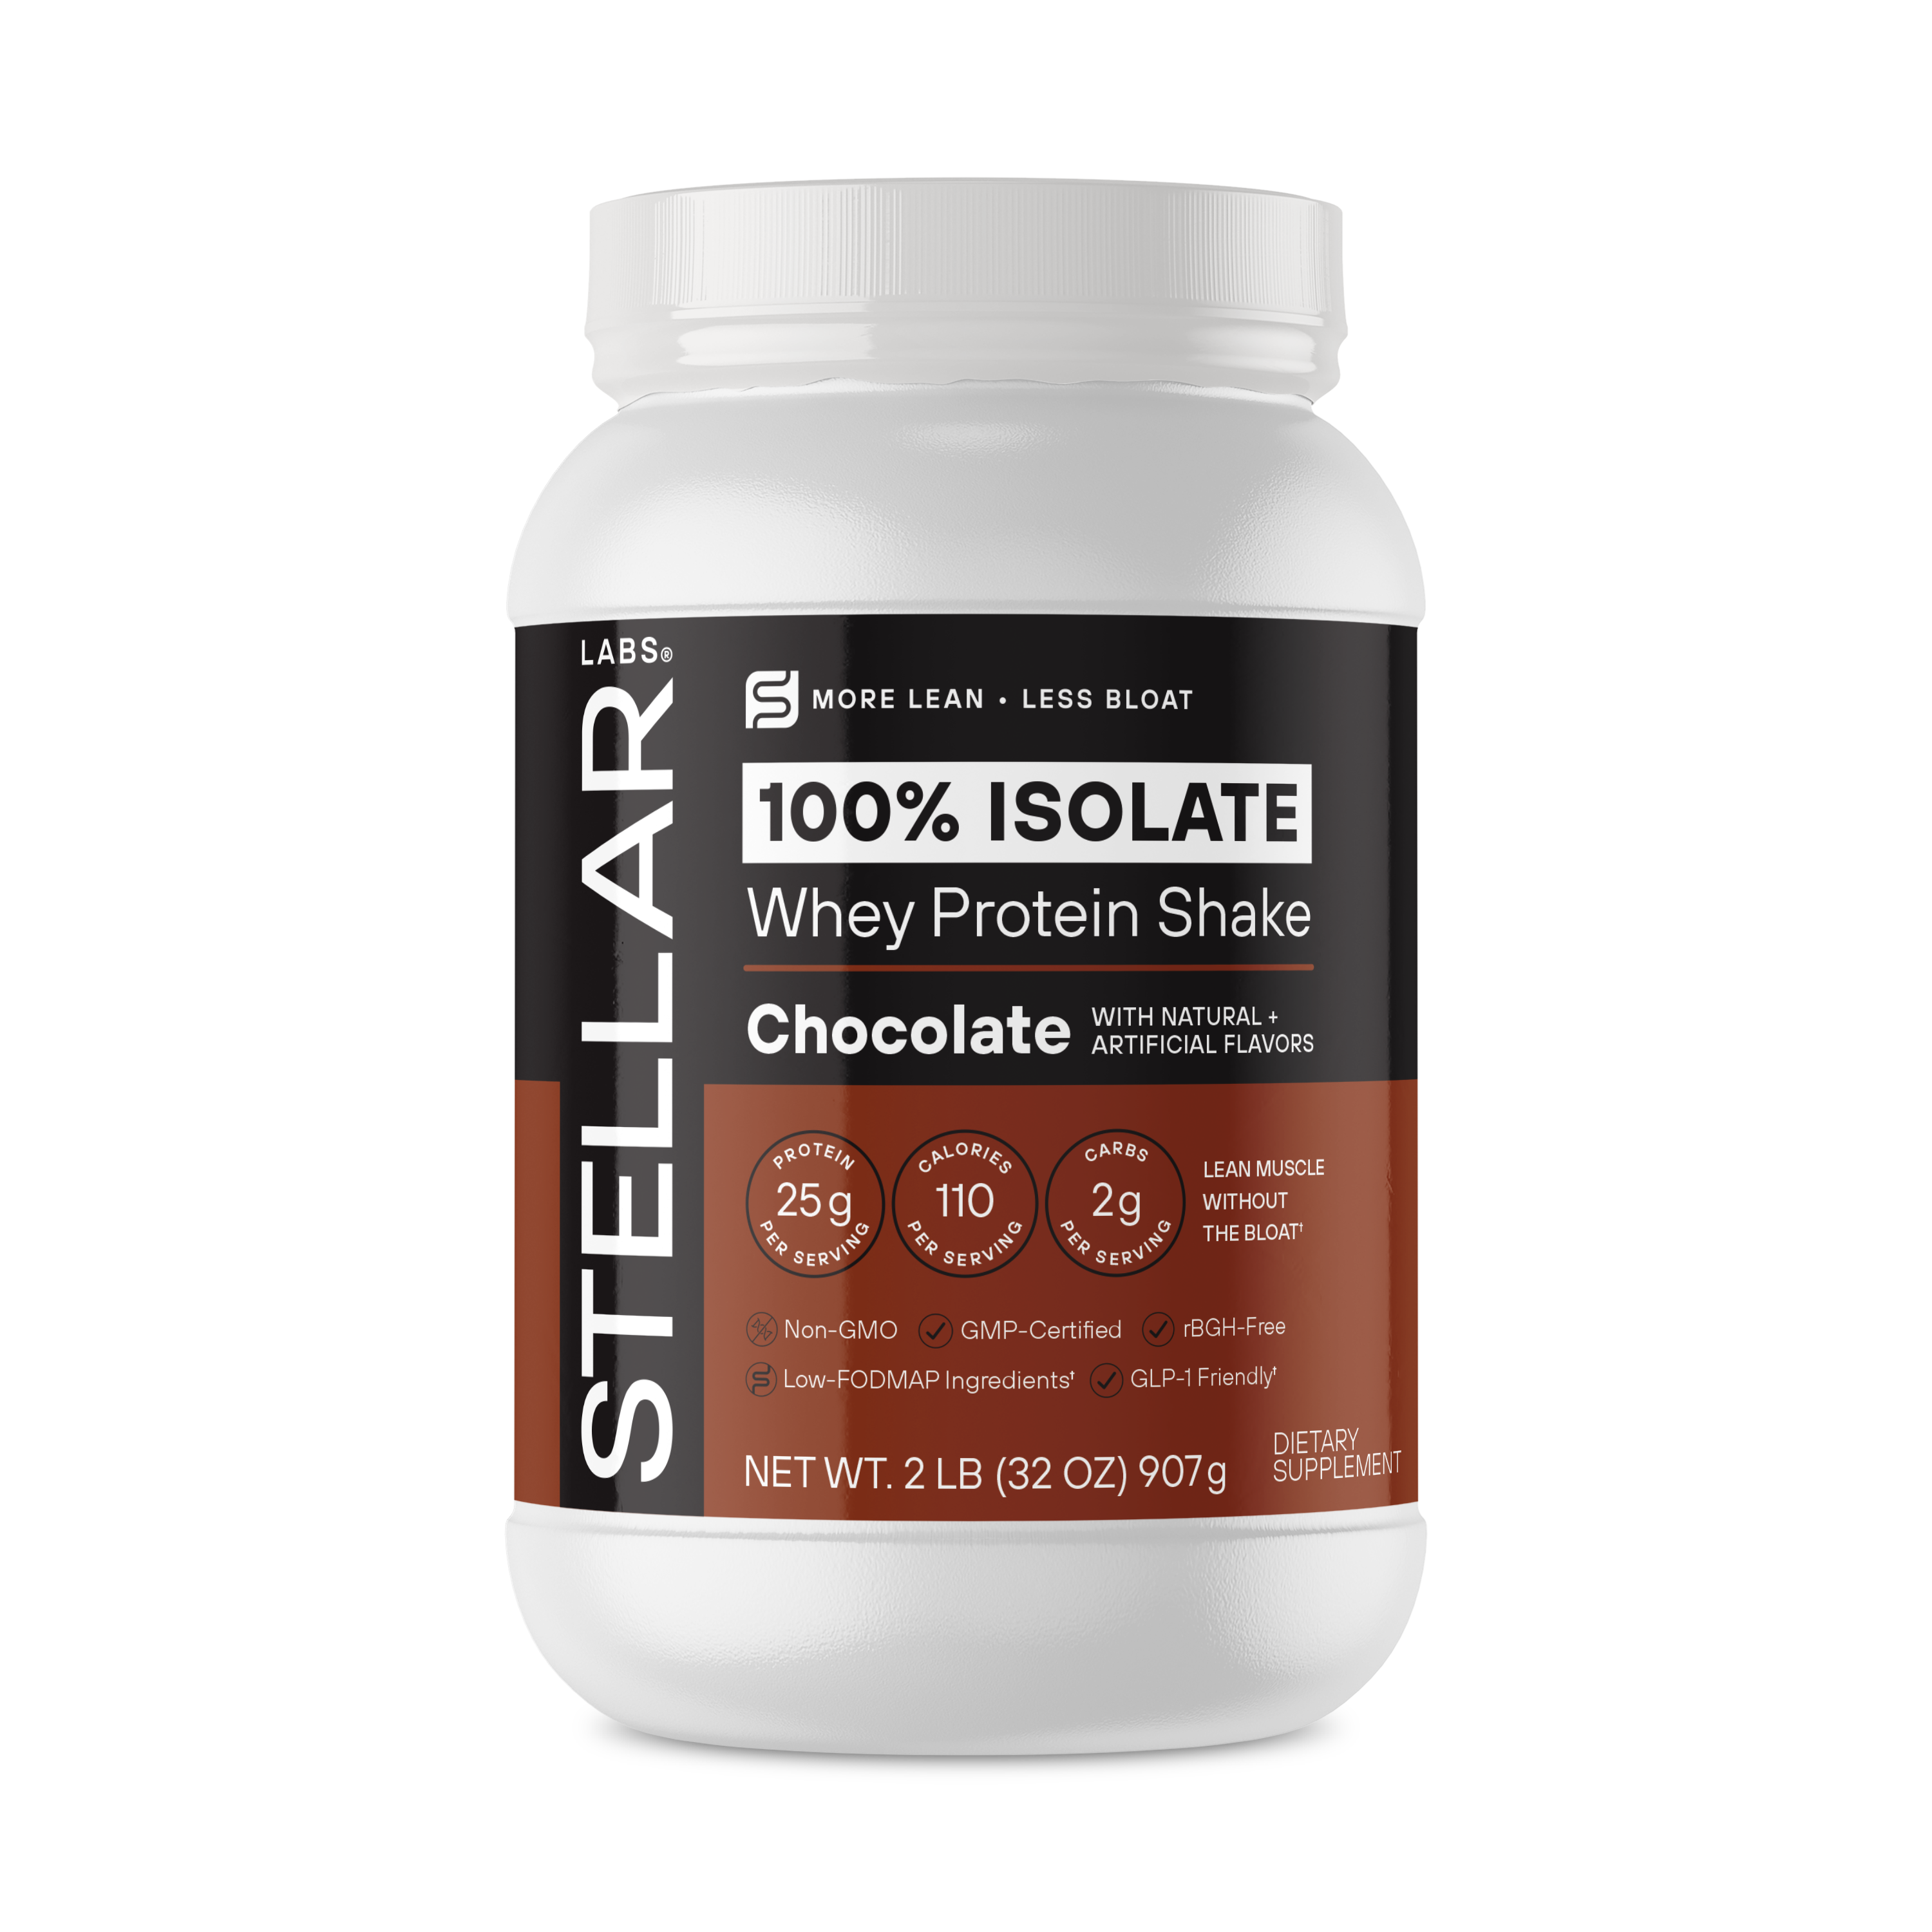 LABS®
STELLAR
MORE LEAN • LESS BLOAT
100% ISOLATE
Whey Protein Shake
Chocolate
WITH NATURAL +
ARTIFICIAL FLAVORS
PROTEIN
25g
PER SERVING
CALORIES
110
PER SERVING
CARBS
2g
PER SERVING
LEAN MUSCLE
WITHOUT
THE BLOAT†
Non-GMO
GMP-Certified
rBGH-Free
Low-FODMAP Ingredients†
GLP-1 Friendly†
NET WT. 2 LB (32 OZ) 907g
DIETARY
SUPPLEMENT